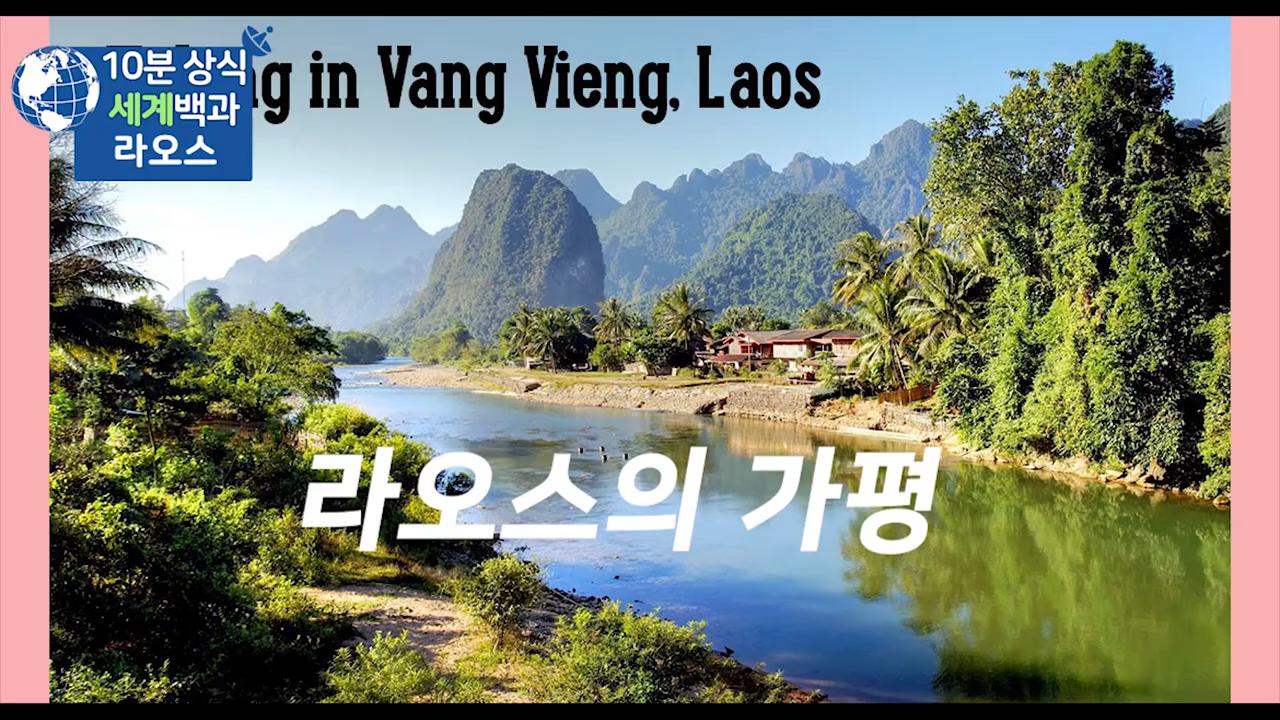 10분 상식
세계백과
라오스
in Vang Vieng, Laos
라오스의 가평